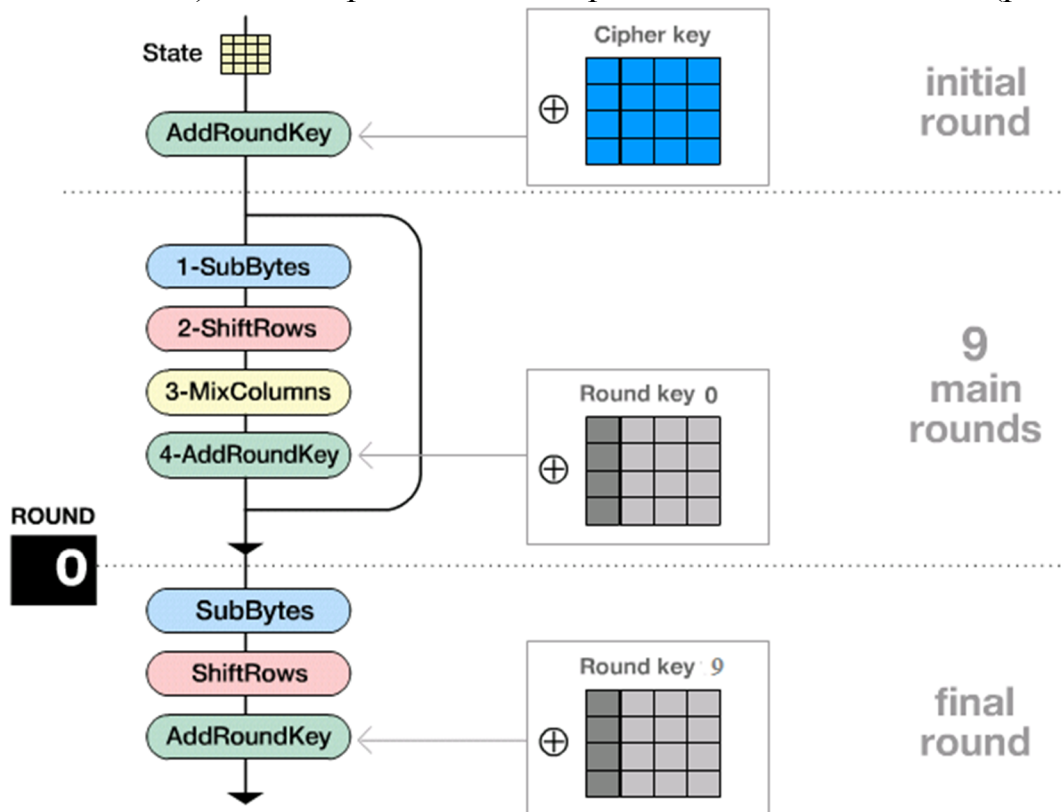 State
Cipher key
initial
round
AddRoundKey
1-SubBytes
2-ShiftRows
3-MixColumns
4-AddRoundKey
Round key 0
9
main
rounds
ROUND
0
SubBytes
ShiftRows
AddRoundKey
Round key 9
final
round